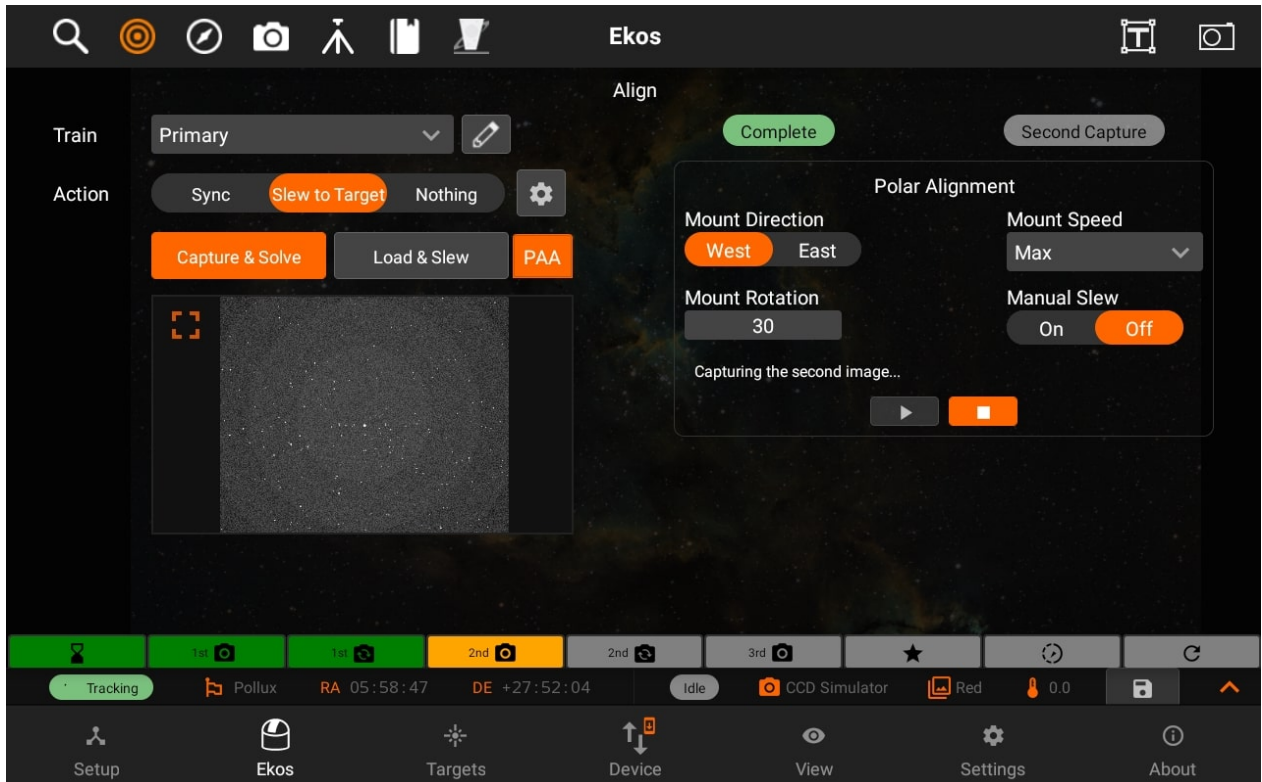 Ekos
Align
Train
Primary
Complete
Second Capture
Action
Sync
Slew to Target
Nothing
Capture & Solve
Load & Slew
PAA
Polar Alignment
Mount Direction
Mount Speed
West
East
Max
Mount Rotation
Manual Slew
30
On
Off
Capturing the second image...
1st
1st
2nd
2nd
3rd
Tracking
Pollux
RA 05:58:47
DE +27:52:04
Idle
CCD Simulator
Red
0.0
Setup
Ekos
Targets
Device
View
Settings
About